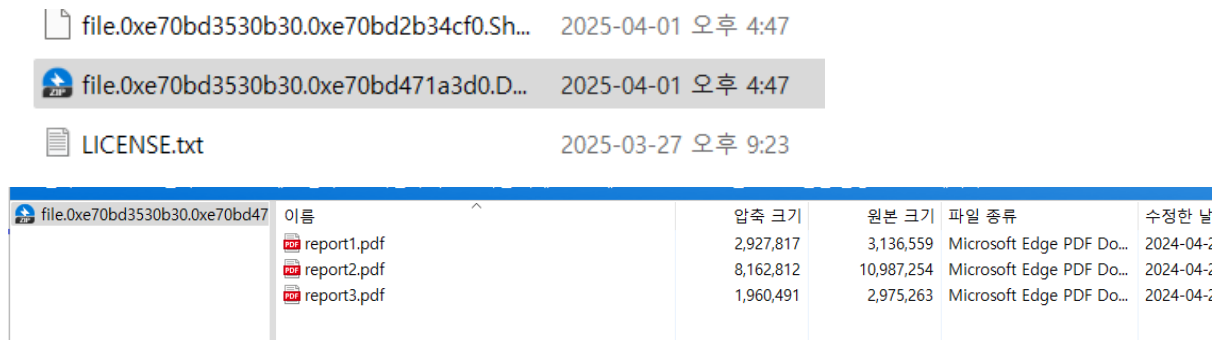 file.0xe70bd3530b30.0xe70bd2b34cf0.Sh... 2025-04-01 오후 4:47
ZIP file.0xe70bd3530b30.0xe70bd471a3d0.D... 2025-04-01 오후 4:47
LICENSE.txt 2025-03-27 오후 9:23
ZIP file.0xe70bd3530b30.0xe70bd47 이름 압축 크기 원본 크기 파일 종류 수정한 날
PDF report1.pdf 2,927,817 3,136,559 Microsoft Edge PDF Do... 2024-04-2
PDF report2.pdf 8,162,812 10,987,254 Microsoft Edge PDF Do... 2024-04-2
PDF report3.pdf 1,960,491 2,975,263 Microsoft Edge PDF Do... 2024-04-2